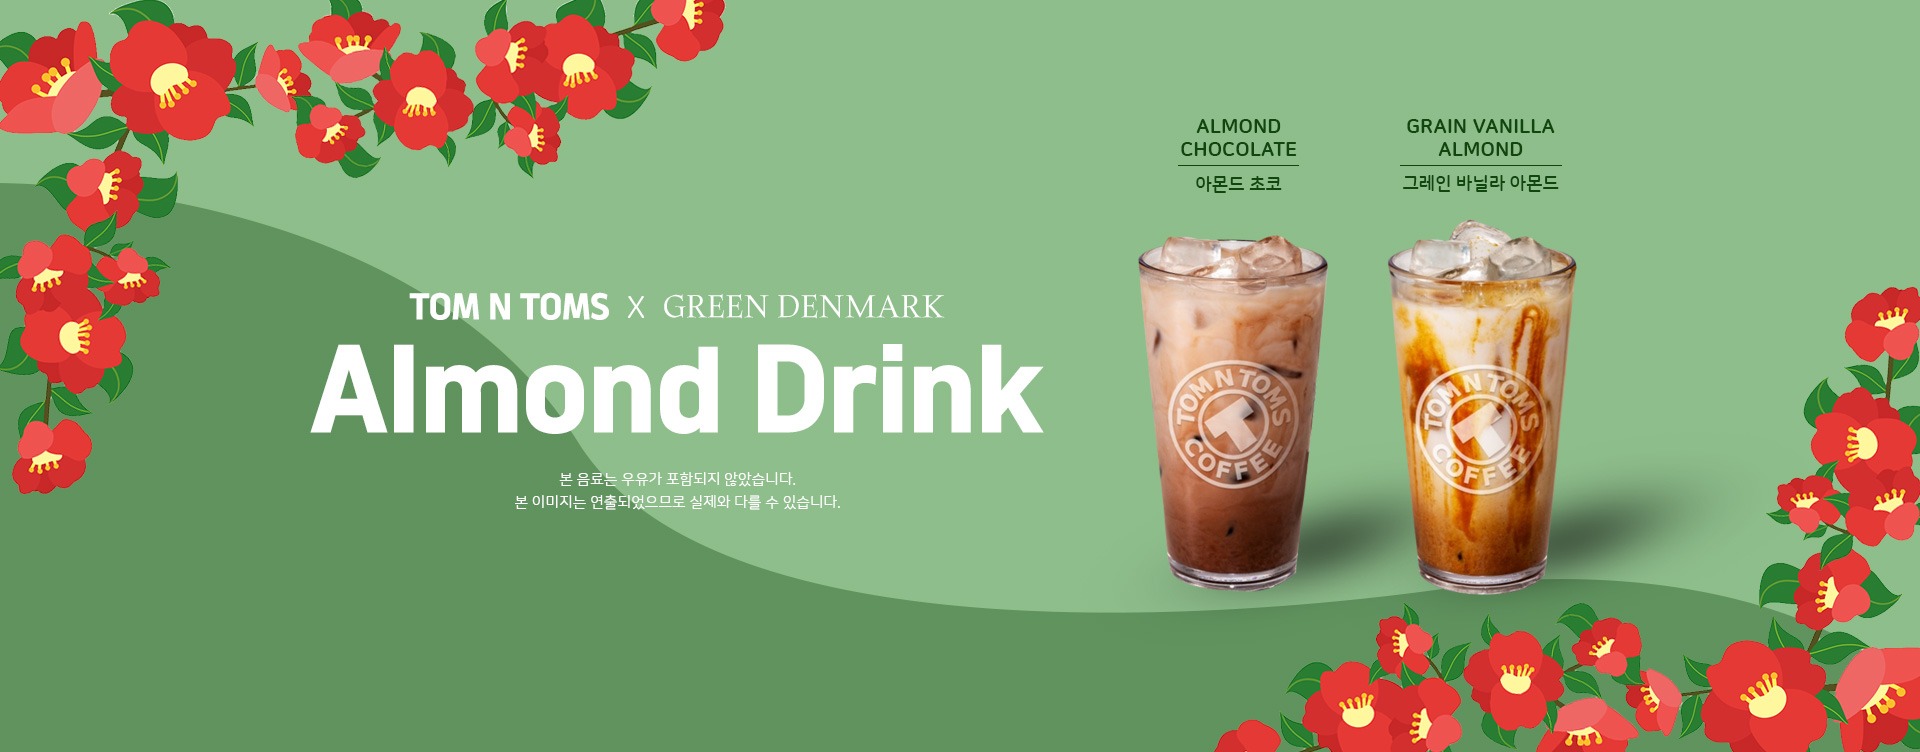 TOM N TOMS X GREEN DENMARK
Almond Drink
본 음료는 우유가 포함되지 않았습니다.
본 이미지는 연출되었으므로 실제와 다를 수 있습니다.
ALMOND
CHOCOLATE
아몬드 초코
GRAIN VANILLA
ALMOND
그레인 바닐라 아몬드
TOM N TOMS
COFFEE
TOM N TOMS
COFFEE